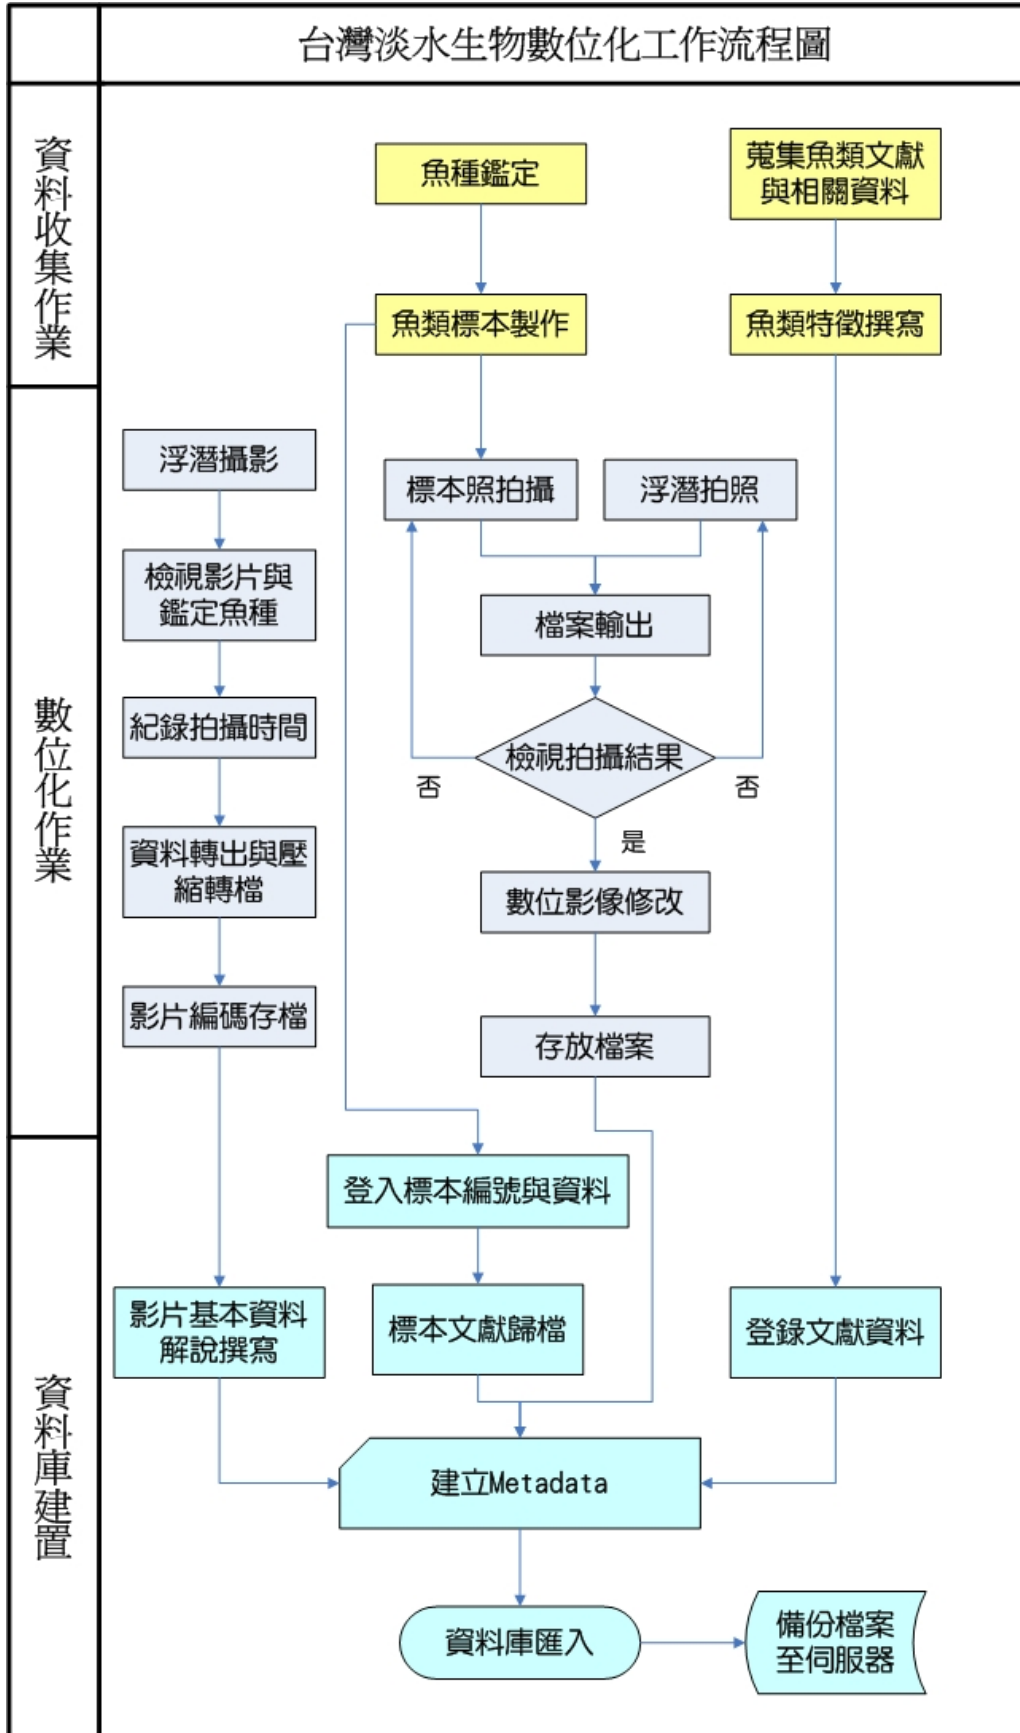 台灣淡水生物數位化工作流程圖
資料收集作業
魚種鑑定
蒐集魚類文獻
與相關資料
魚類標本製作
魚類特徵撰寫
數位化作業
浮潛攝影
標本照拍攝
浮潛拍照
檢視影片與
鑑定魚種
檔案輸出
紀錄拍攝時間
檢視拍攝結果
否
否
是
資料轉出與壓
縮轉檔
數位影像修改
影片編碼存檔
存放檔案
資料庫建置
登入標本編號與資料
影片基本資料
解說撰寫
標本文獻歸檔
登錄文獻資料
建立Metadata
資料庫匯入
備份檔案
至伺服器